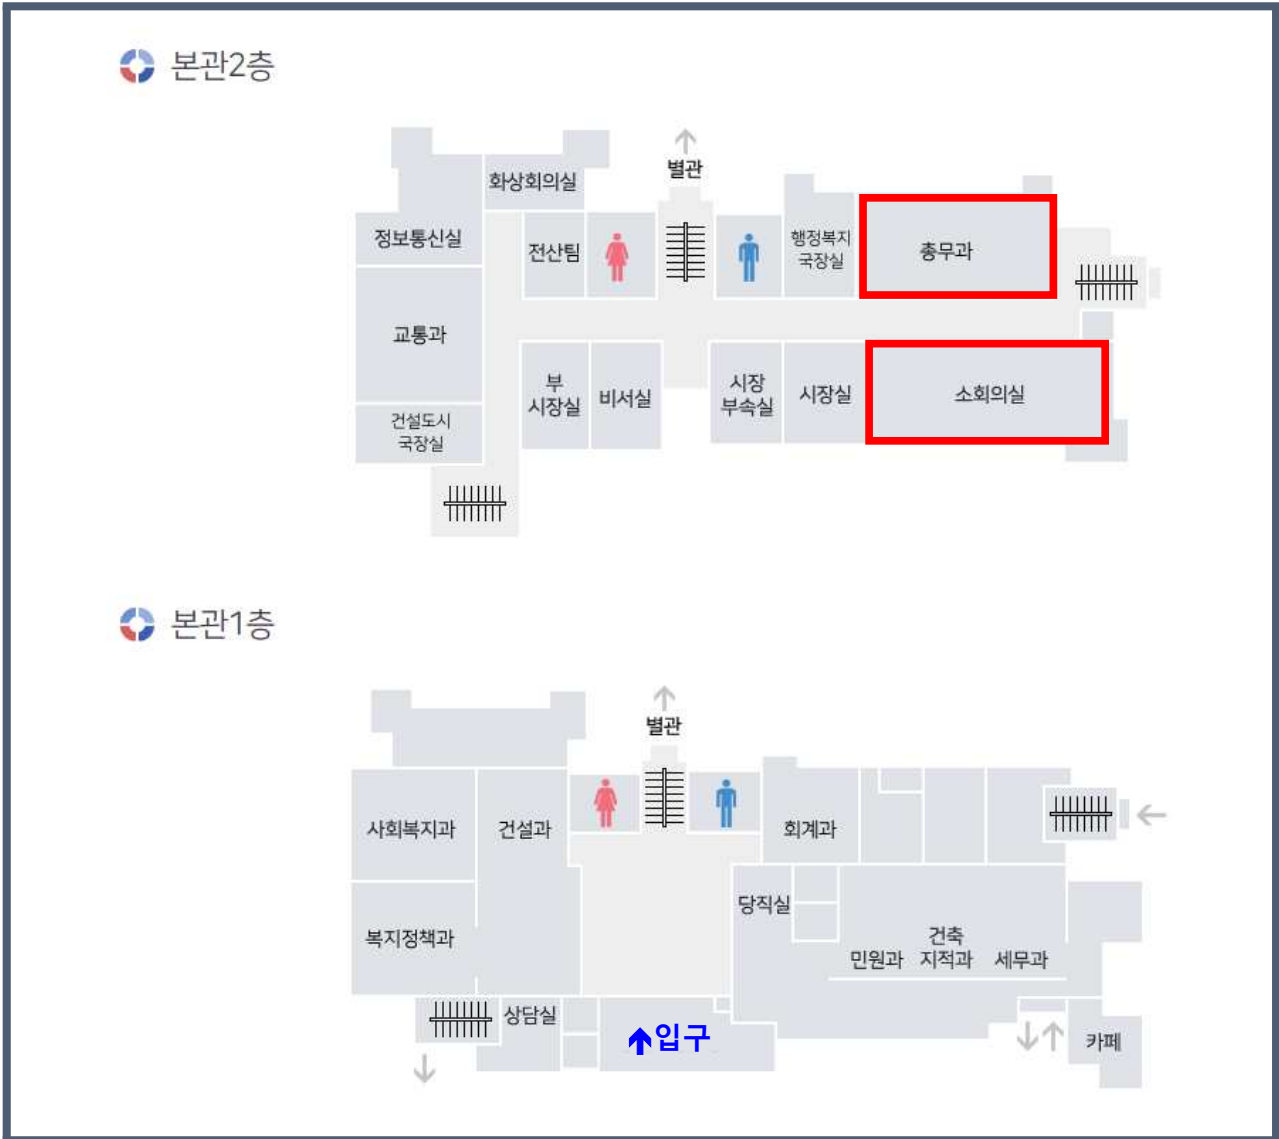 본관2층
별관
화상회의실
정보통신실
전산팀
행정복지
국장실
총무과
교통과
부
시장실
비서실
시장
부속실
시장실
소회의실
건설도시
국장실
본관1층
별관
사회복지과
건설과
회계과
당직실
복지정책과
건축
민원과
지적과
세무과
상담실
입구
카페